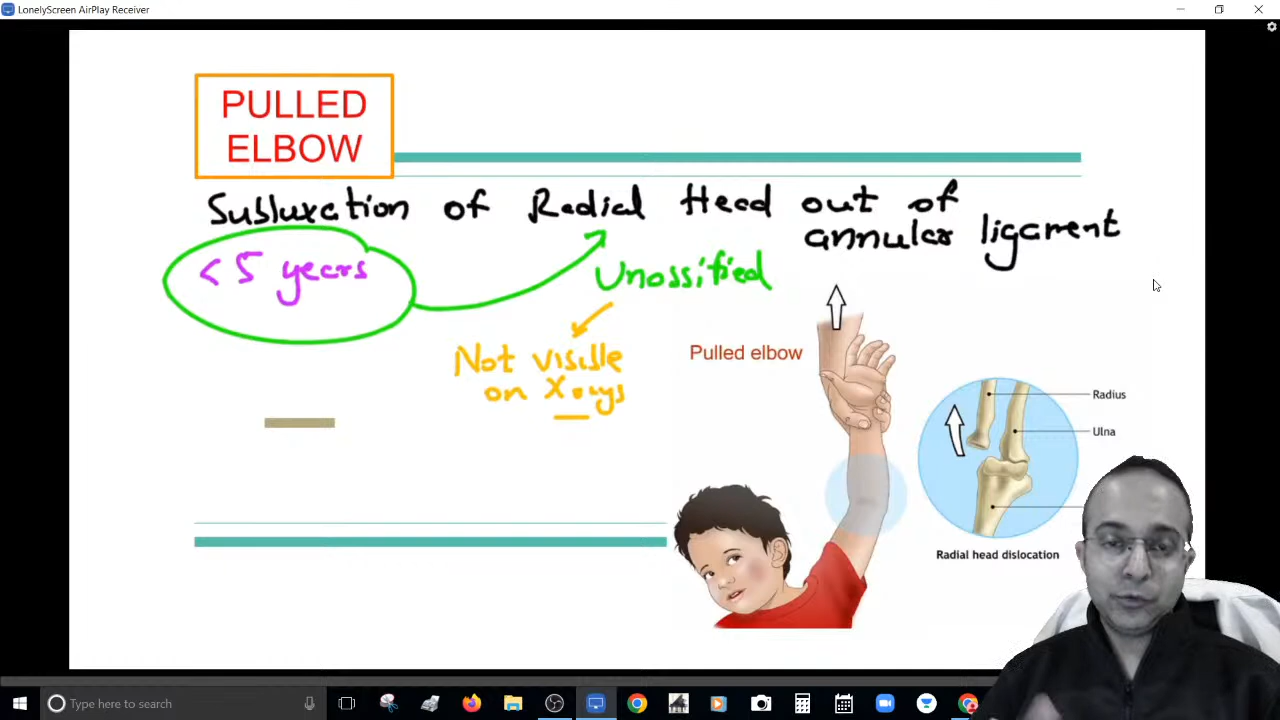 LonelyScreen AirPlay Receiver
PULLED
ELBOW
Subluxation of Radial Head out of
annular ligament
< 5 years
Unossified
Not visible
on X-rays
Pulled elbow
Radius
Ulna
Radial head dislocation
Type here to search